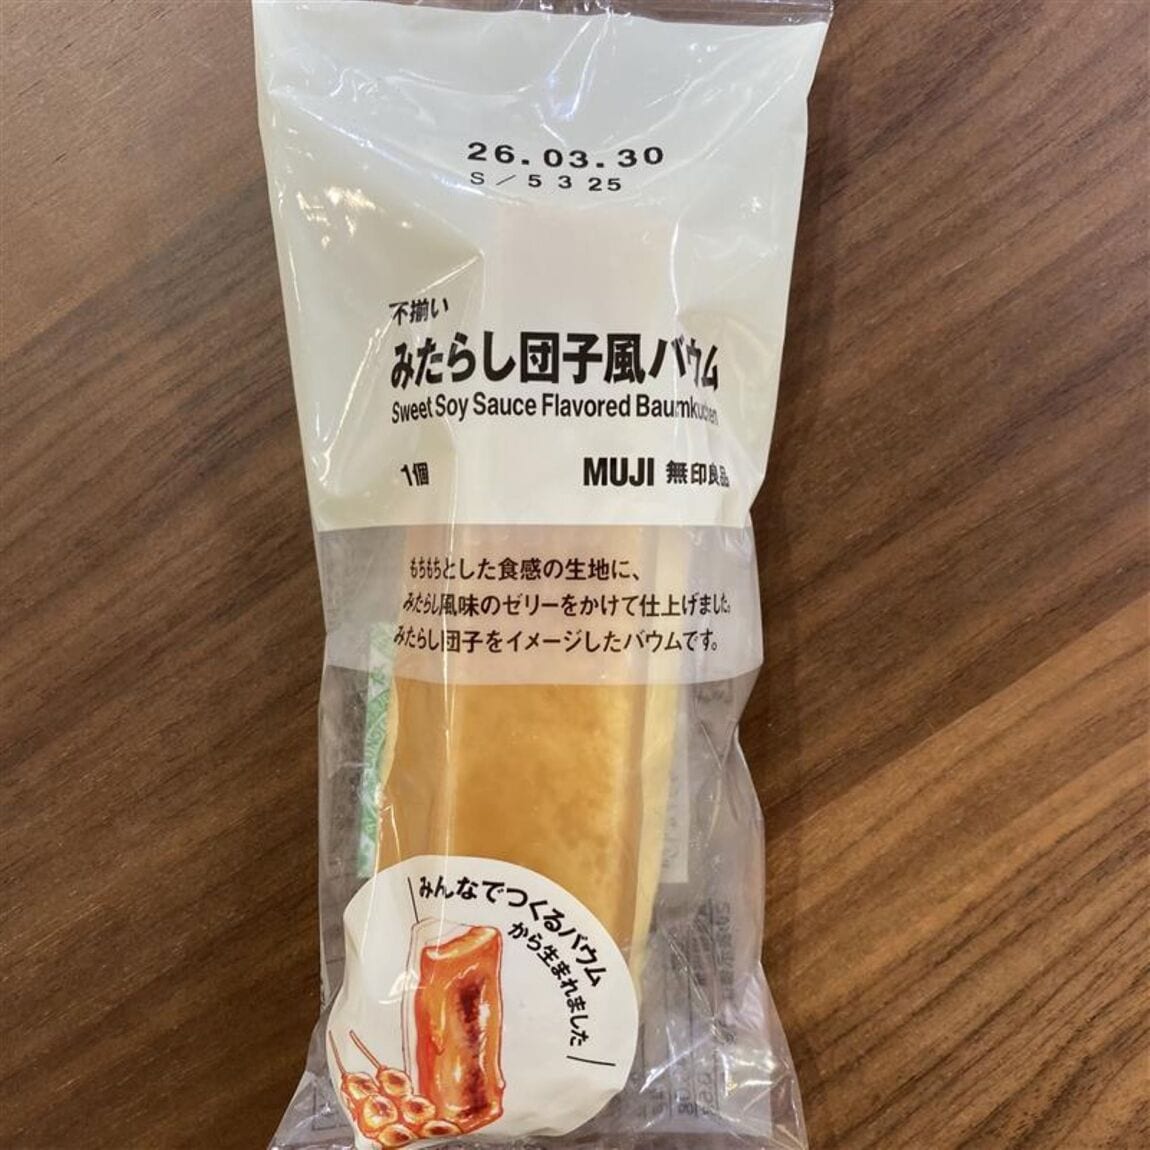 26.03.30
S/5325
不揃い
みたらし団子風バウム
Sweet Soy Sauce Flavored Baumkuchen
1個
MUJI 無印良品
もちもちとした食感の生地に、
みたらし風味のゼリーをかけて仕上げました。
みたらし団子をイメージしたバウムです。
みんなでつくるバウム
から生まれました